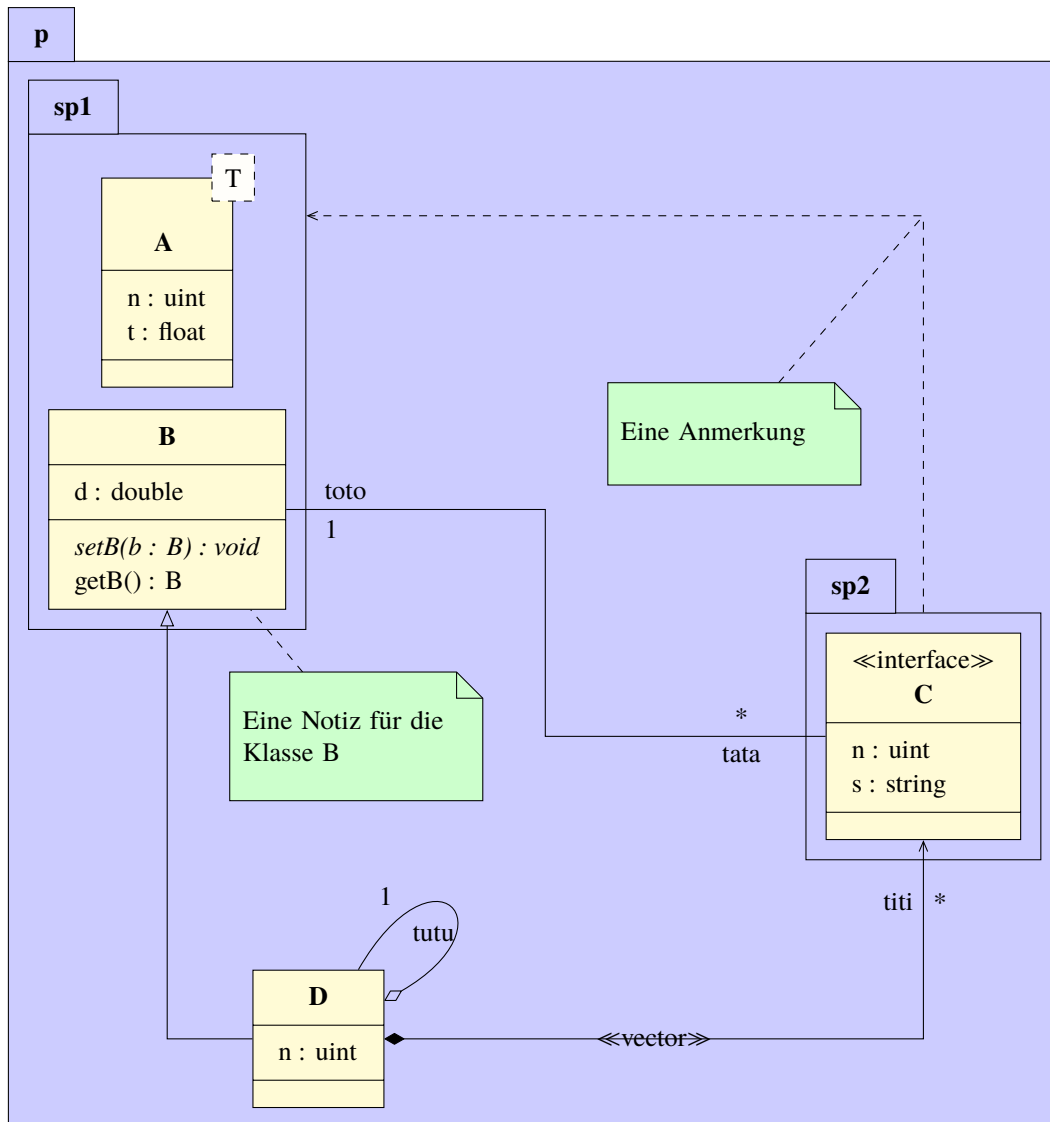 p
sp1
T
A
n : uint
t : float
B
d : double
setB(b : B) : void
getB() : B
toto
1
Eine Anmerkung
sp2
≪interface≫
C
n : uint
s : string
*
tata
Eine Notiz für die
Klasse B
titi
*
1
tutu
D
n : uint
≪vector≫